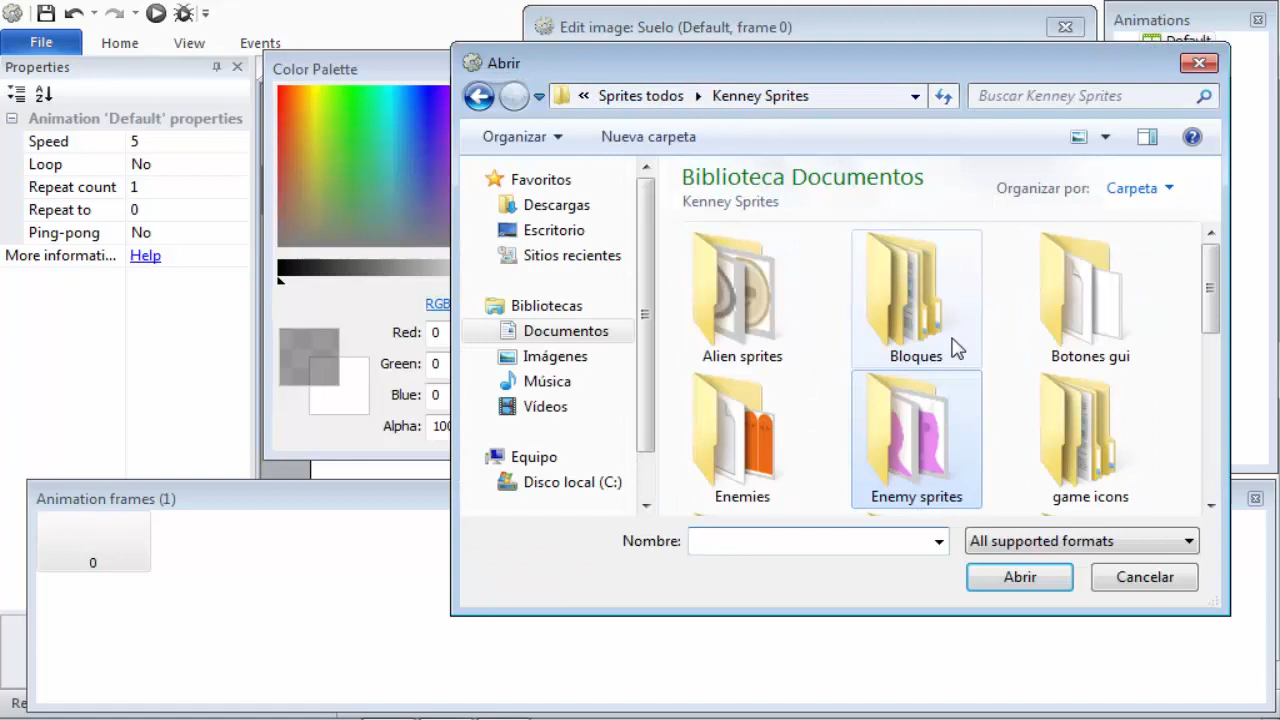 Edit image: Suelo (Default, frame 0)
Animations
File
Home
View
Events
Properties
Animation 'Default' properties
Speed 5
Loop No
Repeat count 1
Repeat to 0
Ping-pong No
More informati... Help
Color Palette
RGB
Red: 0
Green: 0
Blue: 0
Alpha: 100
Abrir
« Sprites todos Kenney Sprites
Buscar Kenney Sprites
Organizar
Nueva carpeta
Favoritos
Descargas
Escritorio
Sitios recientes
Bibliotecas
Documentos
Imágenes
Música
Vídeos
Equipo
Disco local (C:)
Biblioteca Documentos
Kenney Sprites
Organizar por: Carpeta
Alien sprites
Bloques
Botones gui
Enemies
Enemy sprites
game icons
Nombre:
All supported formats
Abrir
Cancelar
Animation frames (1)
0